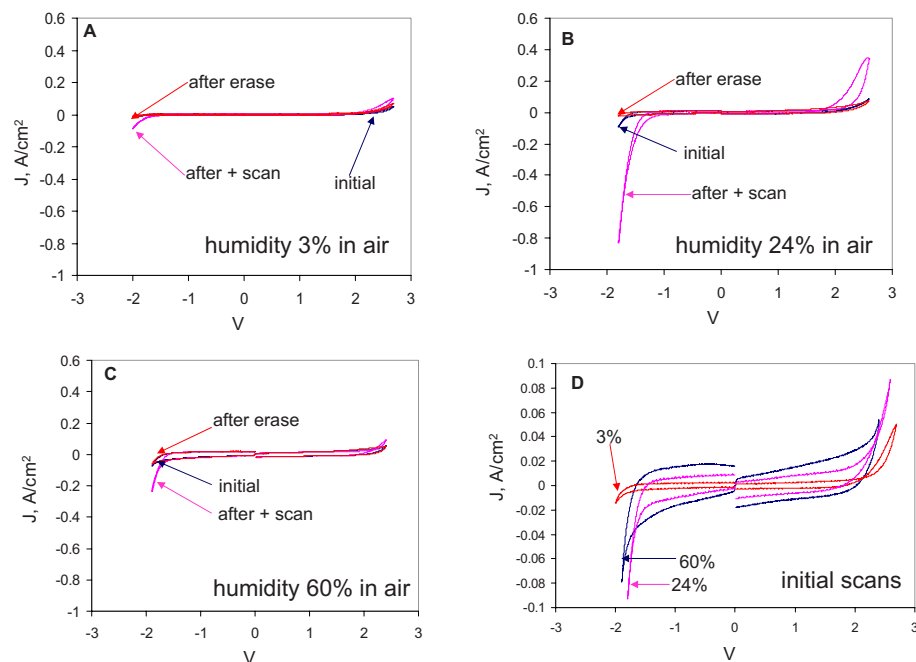 A
0.6
0.4
0.2
0
-0.2
-0.4
-0.6
-0.8
-1
J, A/cm²
after erase
after + scan
initial
humidity 3% in air
-3 -2 -1 0 1 2 3
V
B
0.6
0.4
0.2
0
-0.2
-0.4
-0.6
-0.8
-1
J, A/cm²
after erase
initial
after + scan
humidity 24% in air
-3 -2 -1 0 1 2 3
V
C
0.6
0.4
0.2
0
-0.2
-0.4
-0.6
-0.8
-1
J, A/cm²
after erase
initial
after + scan
humidity 60% in air
-3 -2 -1 0 1 2 3
V
D
0.1
0.08
0.06
0.04
0.02
0
-0.02
-0.04
-0.06
-0.08
-0.1
J, A/cm²
3%
60%
24%
initial scans
-3 -2 -1 0 1 2 3
V